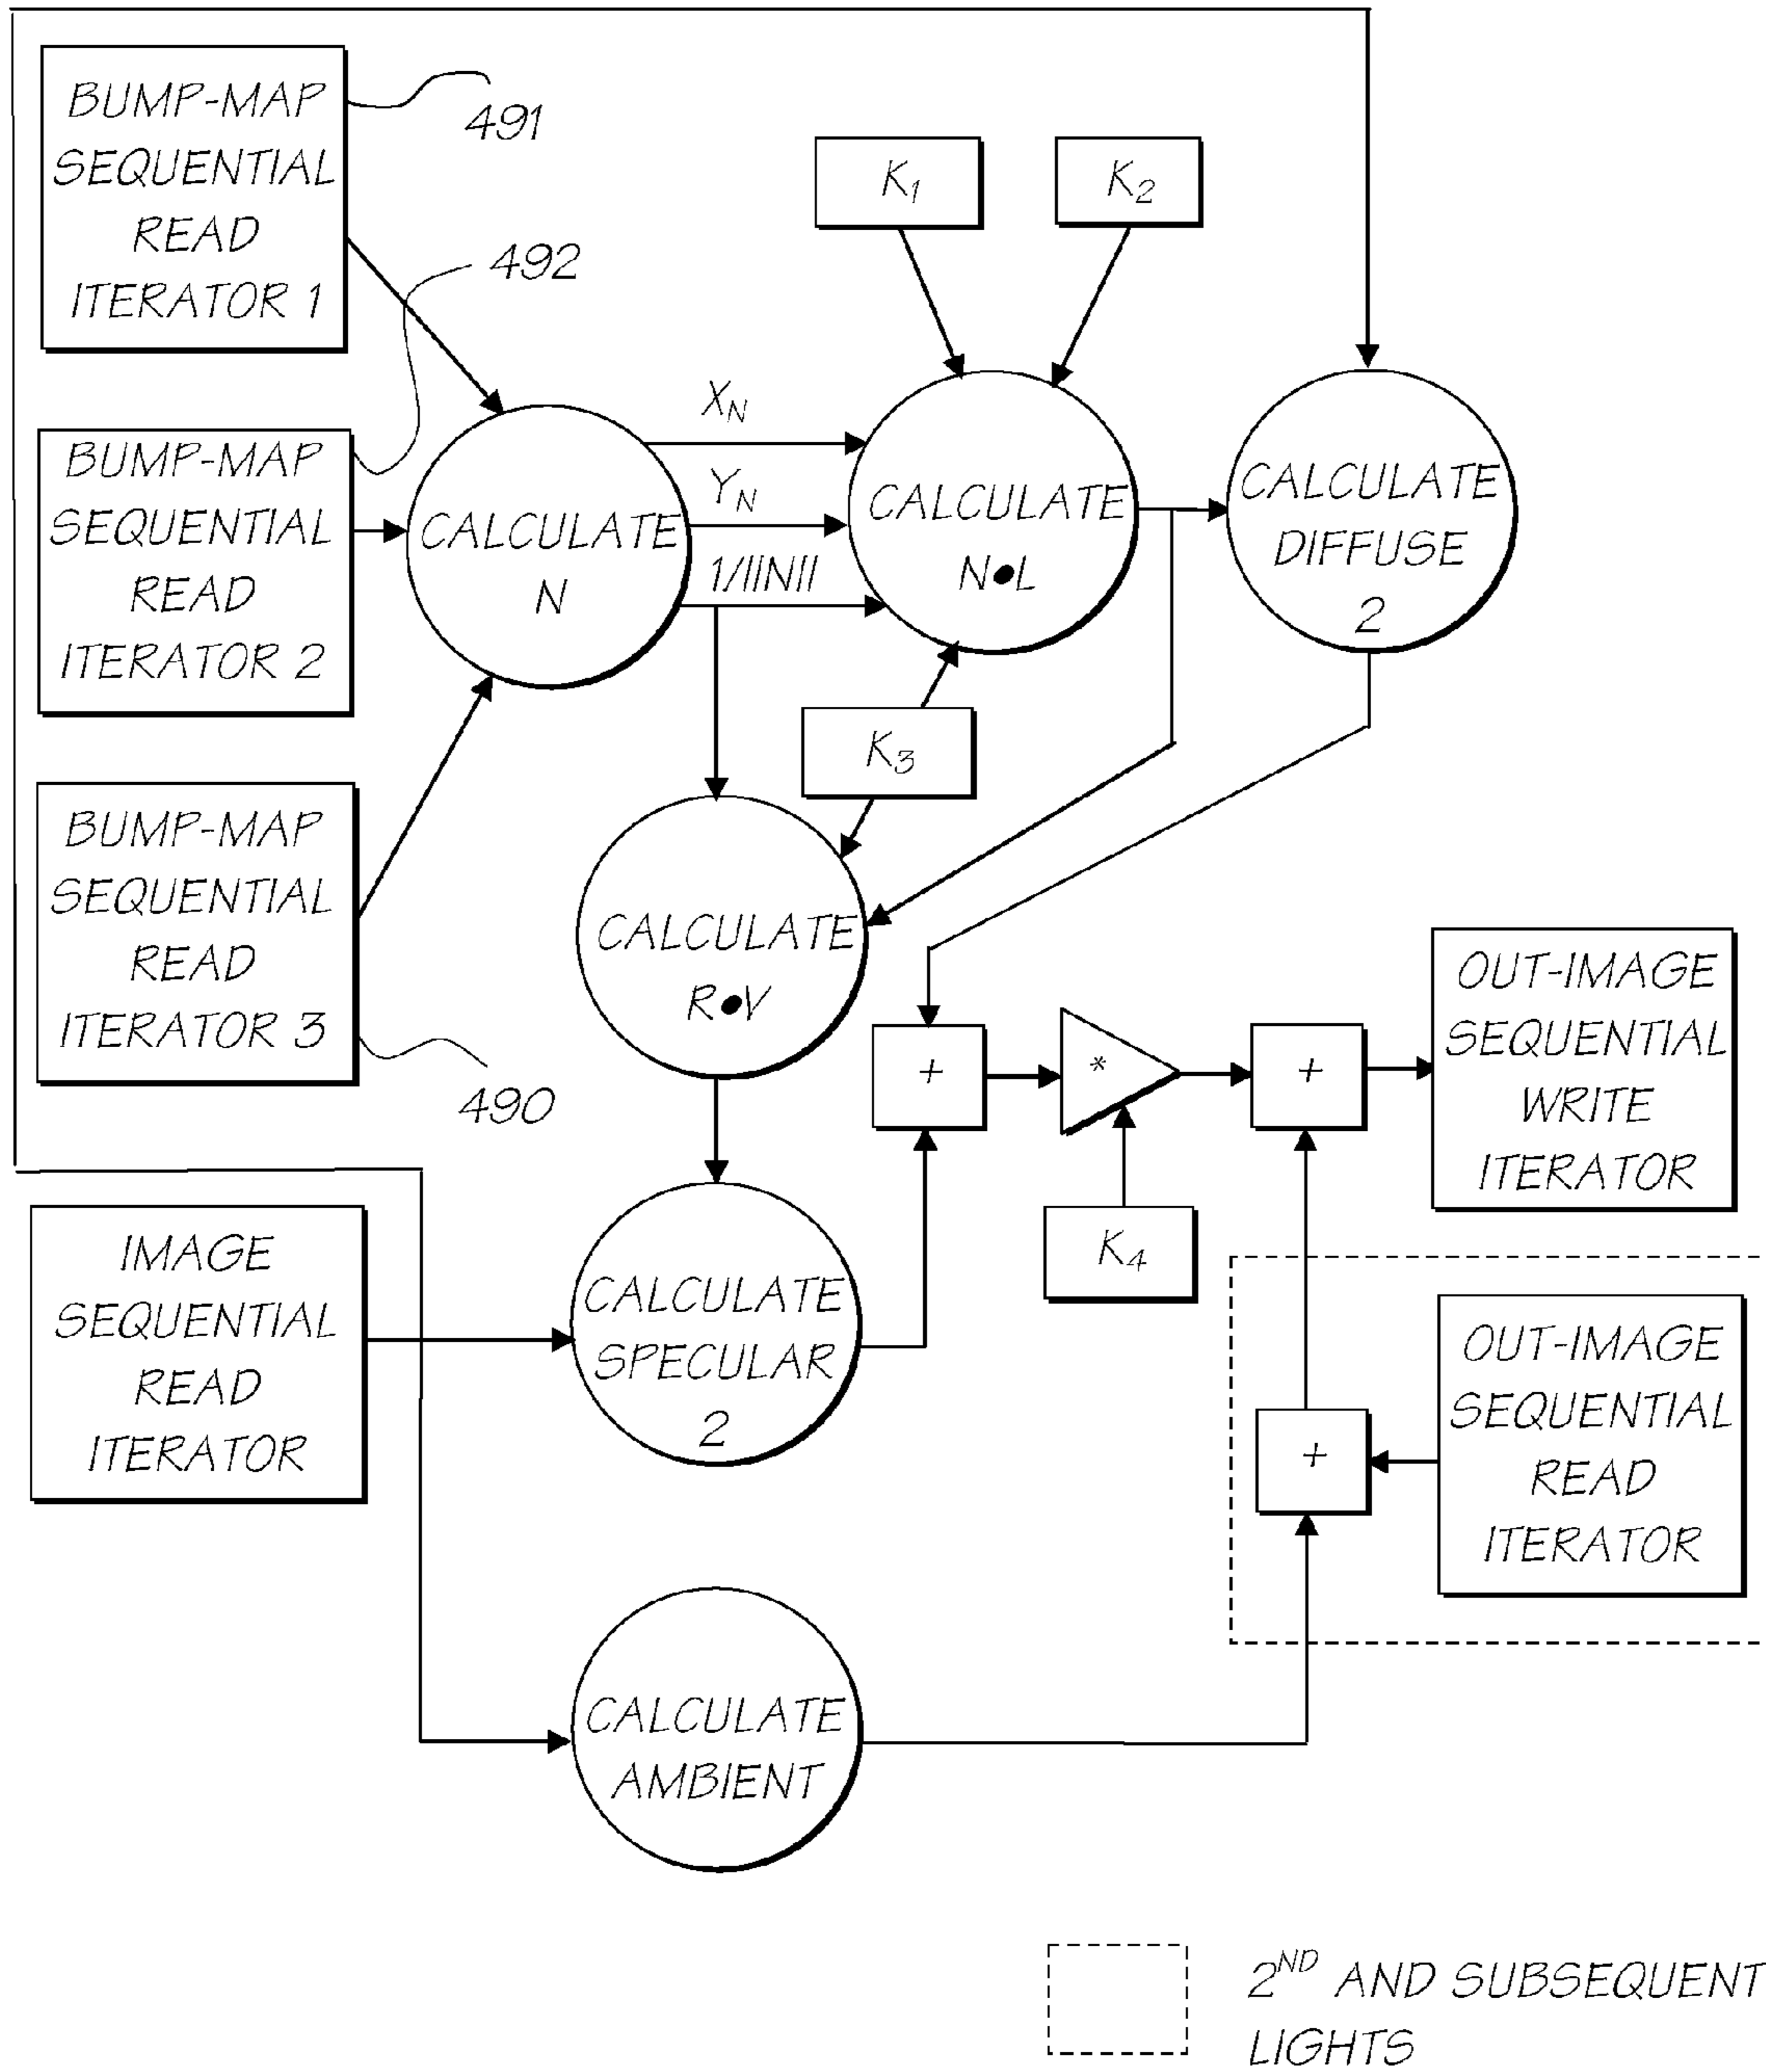 BUMP-MAP
SEQUENTIAL
READ
ITERATOR 1
491
492
K1
K2
BUMP-MAP
SEQUENTIAL
READ
ITERATOR 2
CALCULATE
N
XN
YN
1/||N||
CALCULATE
N●L
CALCULATE
DIFFUSE
2
K3
BUMP-MAP
SEQUENTIAL
READ
ITERATOR 3
490
CALCULATE
R●V
+
*
+
K4
OUT-IMAGE
SEQUENTIAL
WRITE
ITERATOR
IMAGE
SEQUENTIAL
READ
ITERATOR
CALCULATE
SPECULAR
2
+
OUT-IMAGE
SEQUENTIAL
READ
ITERATOR
CALCULATE
AMBIENT
2ND AND SUBSEQUENT
LIGHTS